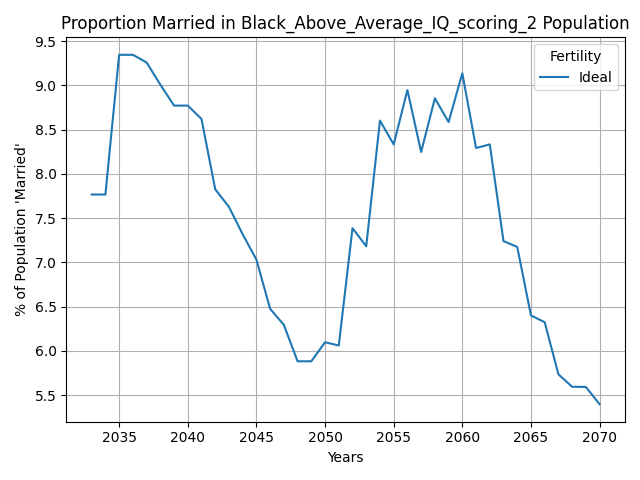 Proportion Married in Black_Above_Average_IQ_scoring_2 Population
% of Population 'Married'
9.5
9.0
8.5
8.0
7.5
7.0
6.5
6.0
5.5
Fertility
Ideal
2035 2040 2045 2050 2055 2060 2065 2070
Years